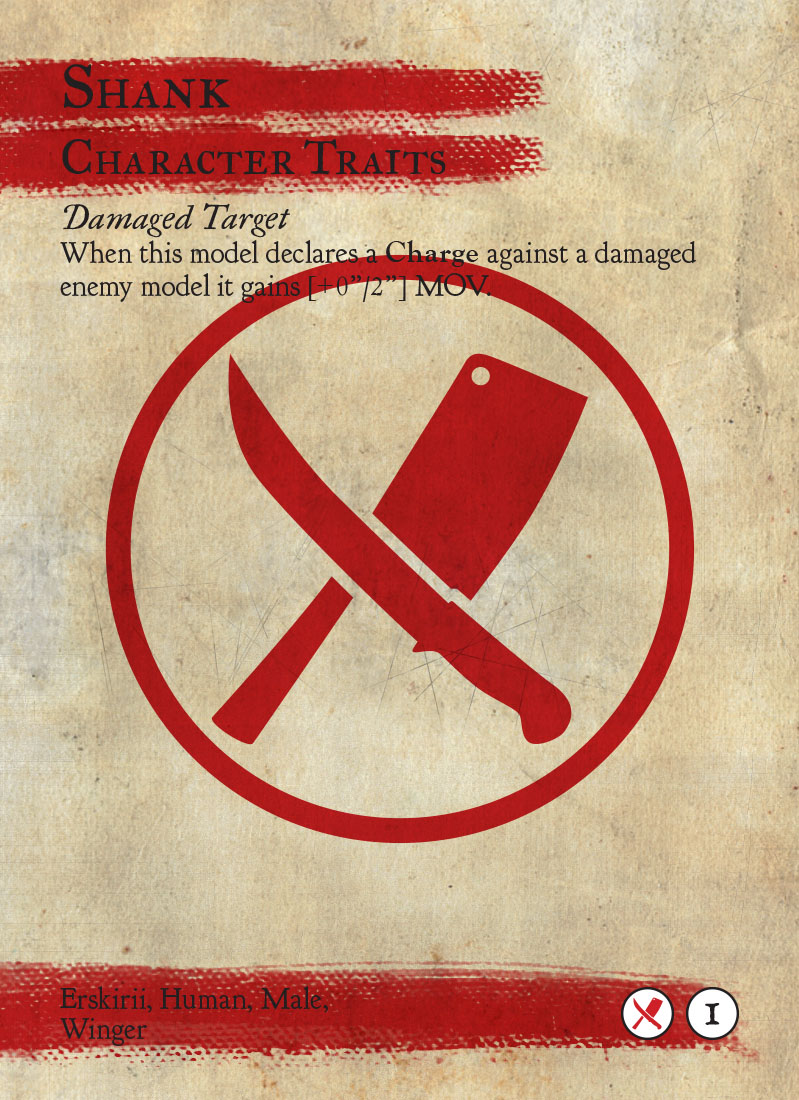 Shank
Character Traits
Damaged Target
When this model declares a Charge against a damaged
enemy model it gains [+0”/2”] MOV.
Erskirii, Human, Male,
Winger
1